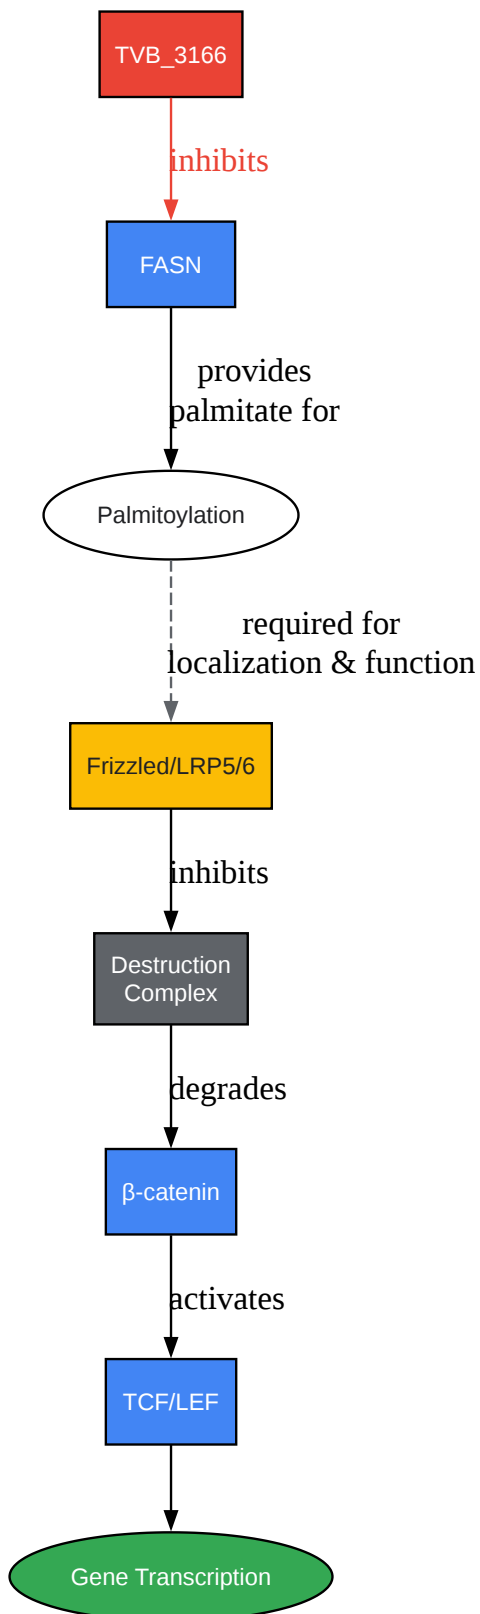 TVB_3166
inhibits
FASN
provides
palmitate for
Palmitoylation
required for
localization & function
Frizzled/LRP5/6
inhibits
Destruction
Complex
degrades
β-catenin
activates
TCF/LEF
Gene Transcription